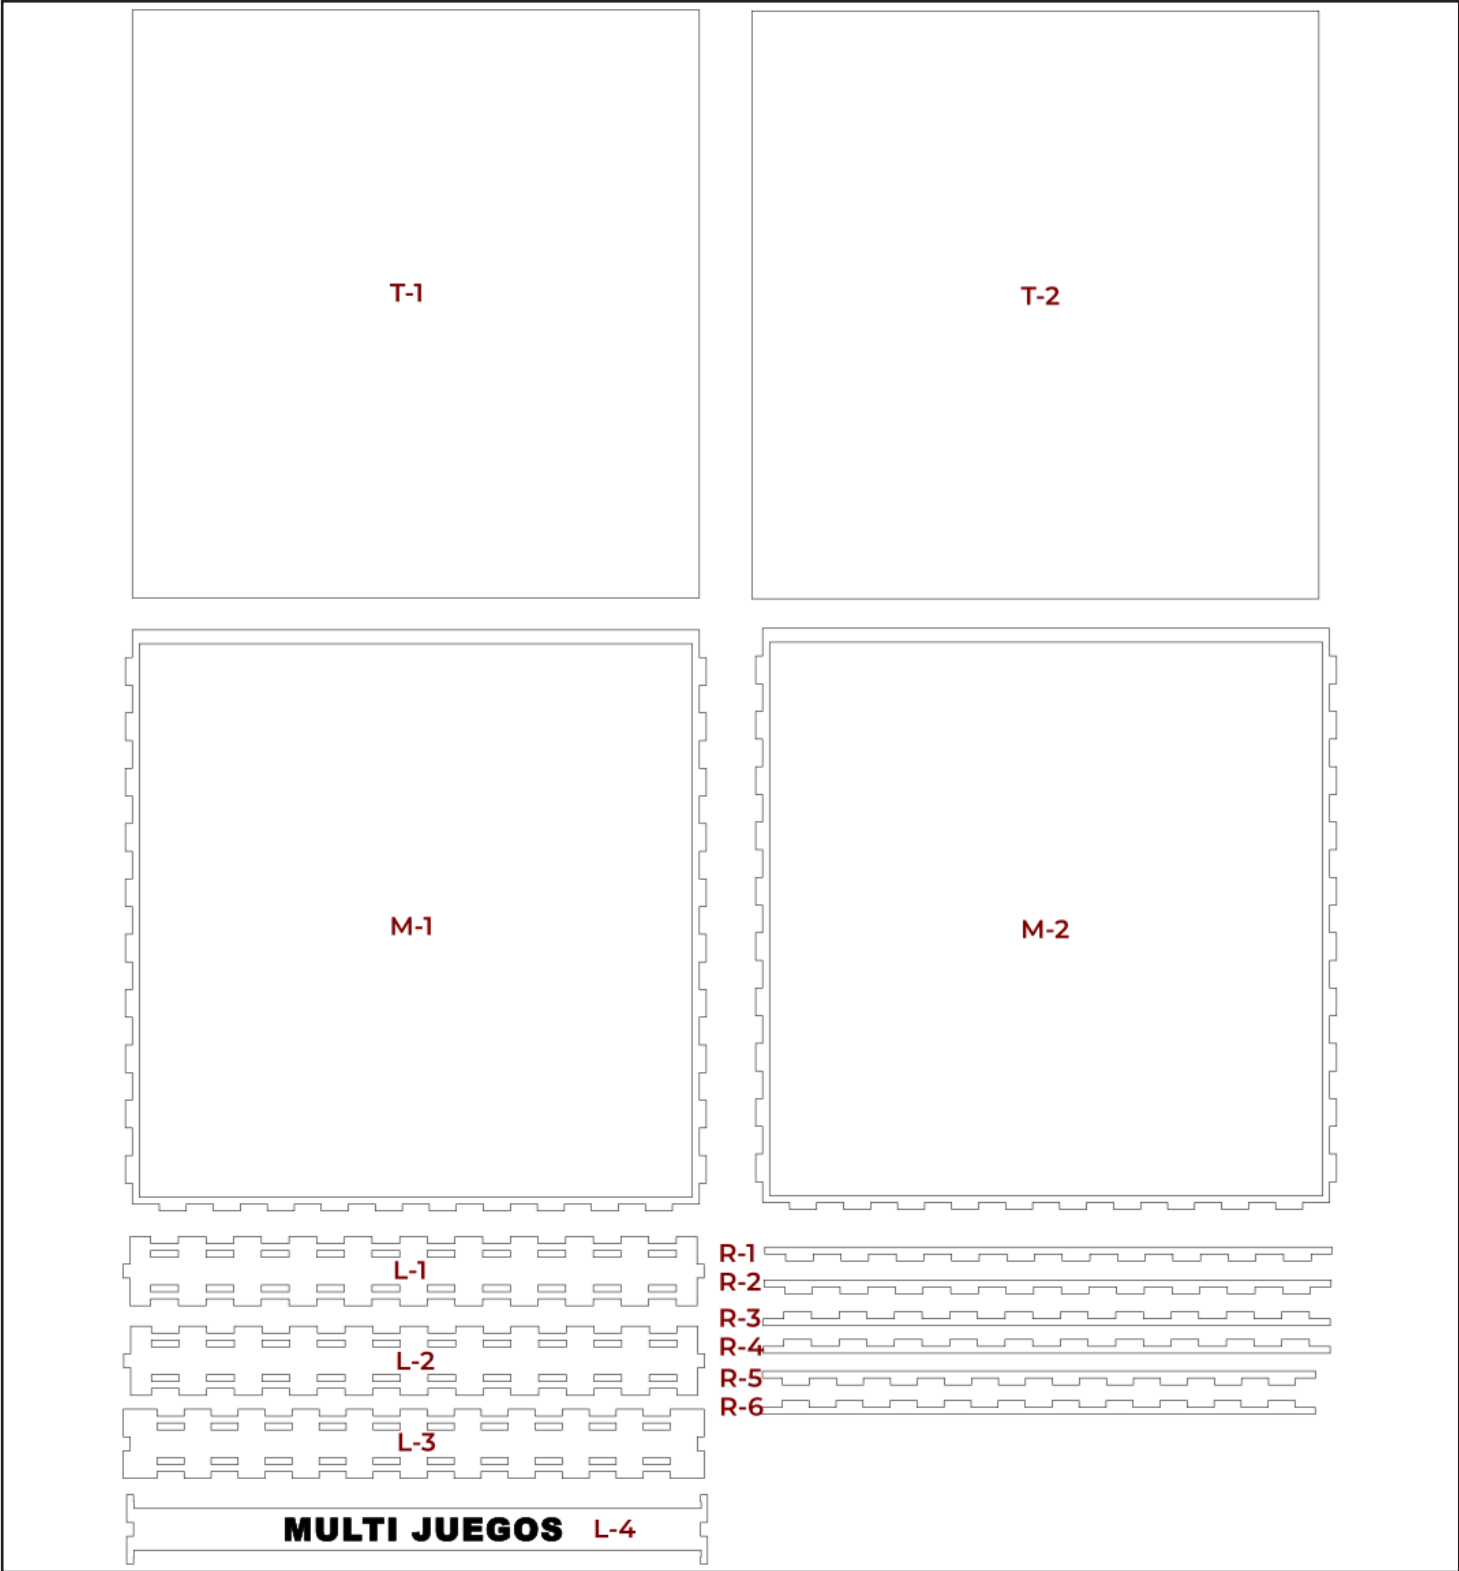 T-1
T-2
M-1
M-2
L-1
L-2
L-3
MULTI JUEGOS L-4
R-1
R-2
R-3
R-4
R-5
R-6